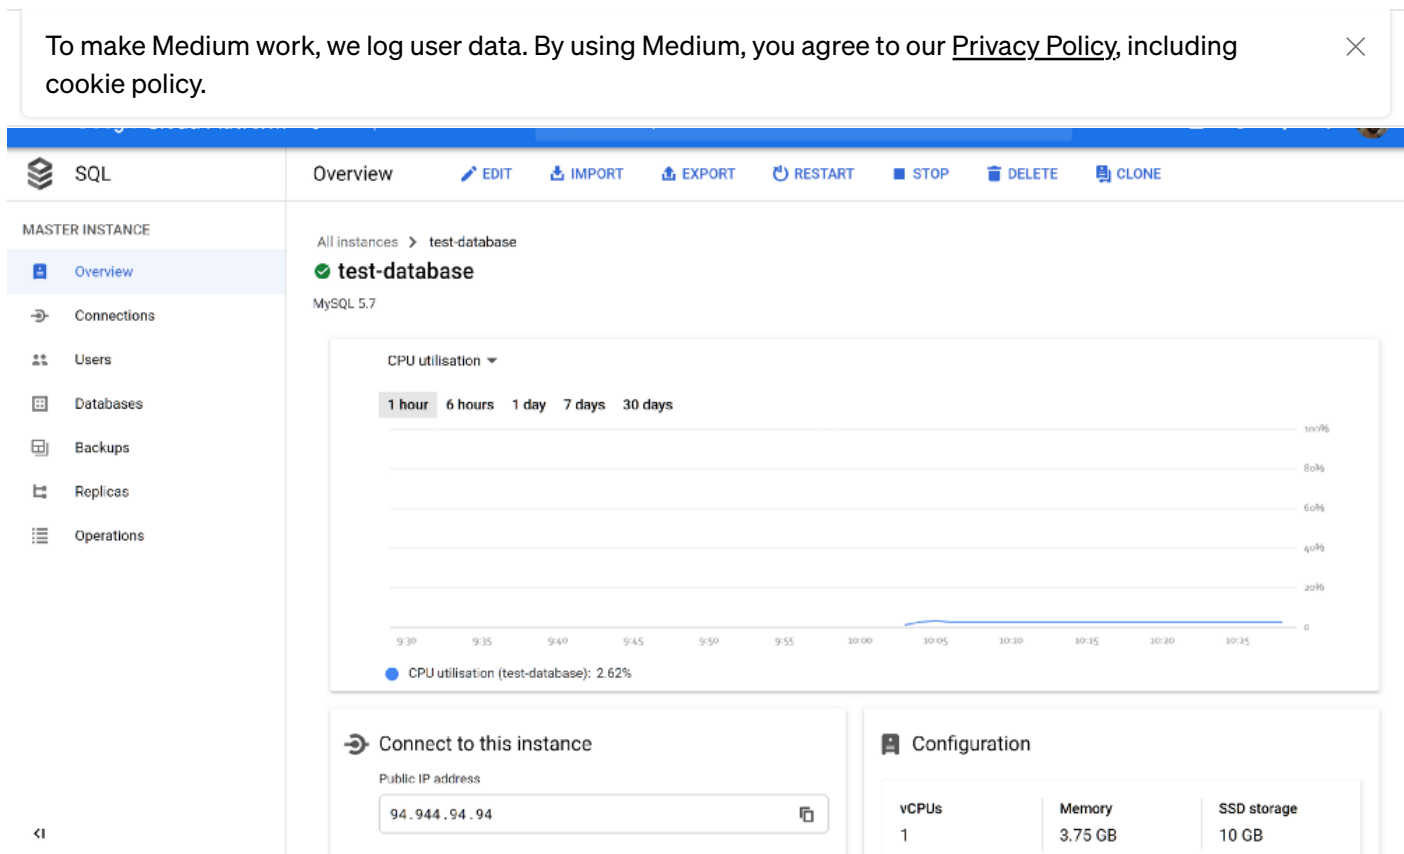 To make Medium work, we log user data. By using Medium, you agree to our Privacy Policy, including
cookie policy.
SQL
Overview
EDIT
IMPORT
EXPORT
RESTART
STOP
DELETE
CLONE
MASTER INSTANCE
Overview
Connections
Users
Databases
Backups
Replicas
Operations
All instances
test-database
test-database
MySQL 5.7
CPU utilisation
1 hour 6 hours 1 day 7 days 30 days
100%
80%
60%
40%
20%
0
9:30 9:35 9:40 9:45 9:50 9:55 10:00 10:05 10:10 10:15 10:20 10:25
CPU utilisation (test-database): 2.62%
Connect to this instance
Public IP address
94.944.94.94
Configuration
vCPUs Memory SSD storage
1 3.75 GB 10 GB